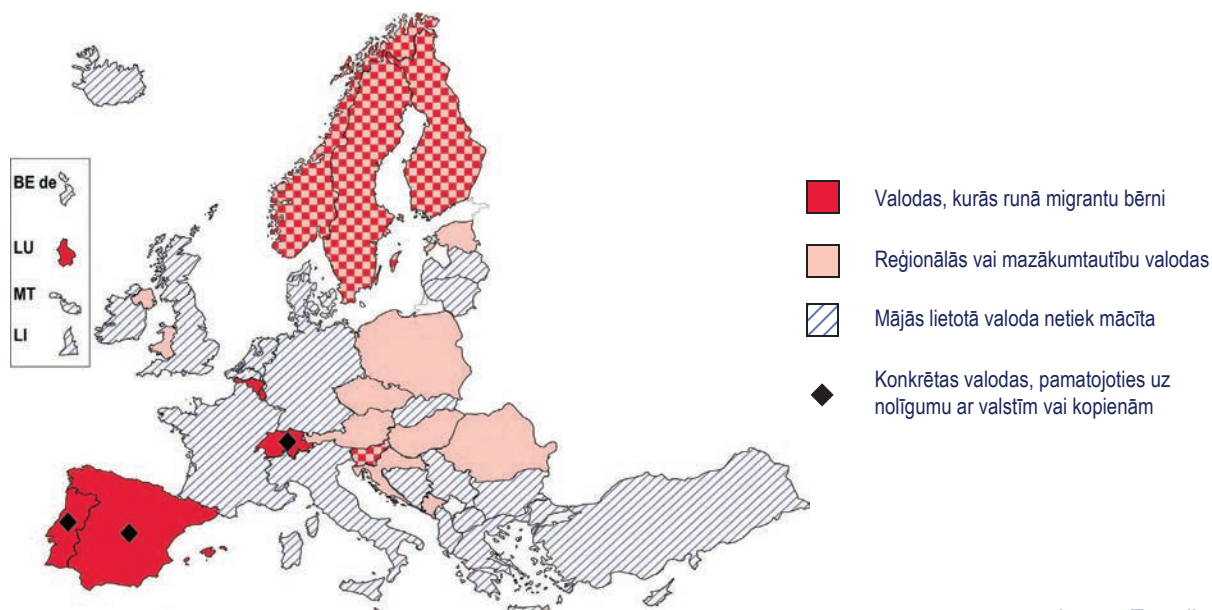 BE de
LU
MT
LI
Valodas, kurās runā migrantu bērni
Reģionālās vai mazākumtautību valodas
Mājās lietotā valoda netiek mācīta
Konkrētas valodas, pamatojoties uz
nolīgumu ar valstīm vai kopienām